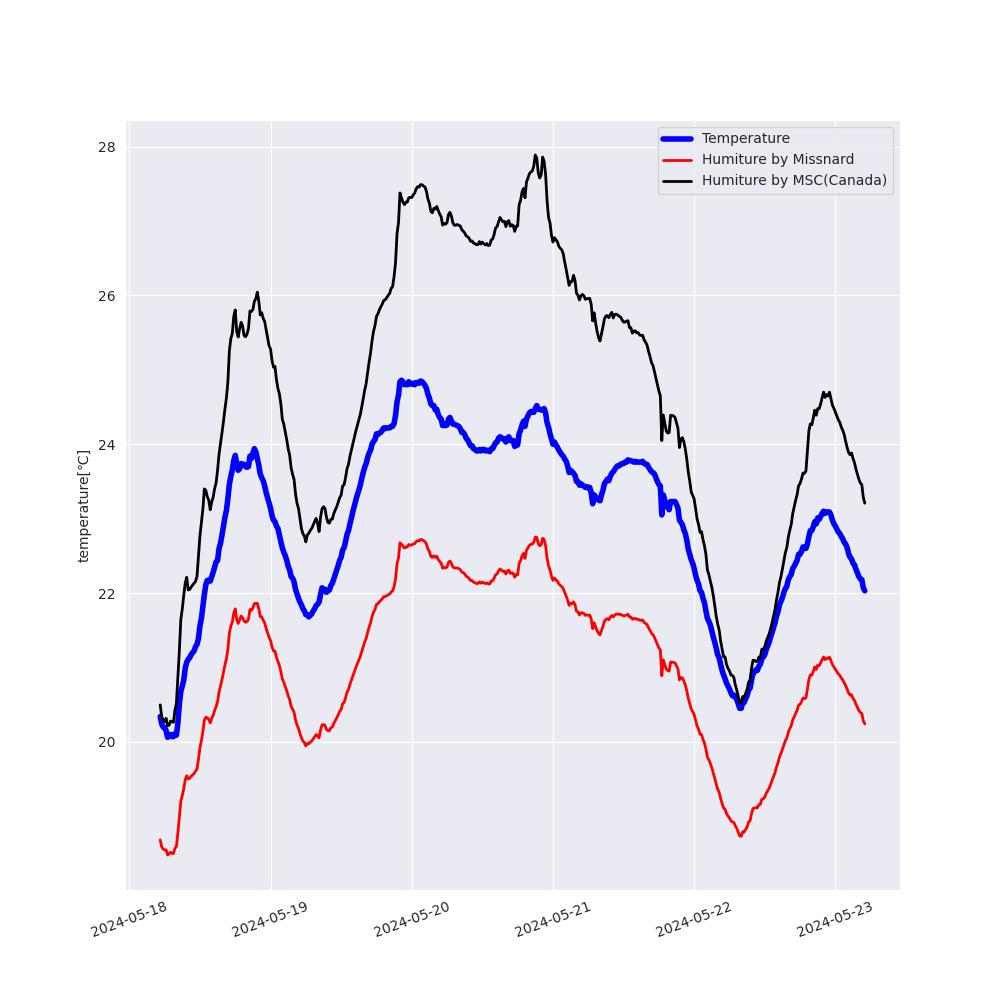 Temperature
Humiture by Missnard
Humiture by MSC(Canada)
28
26
24
22
20
temperature[℃]
2024-05-18
2024-05-19
2024-05-20
2024-05-21
2024-05-22
2024-05-23